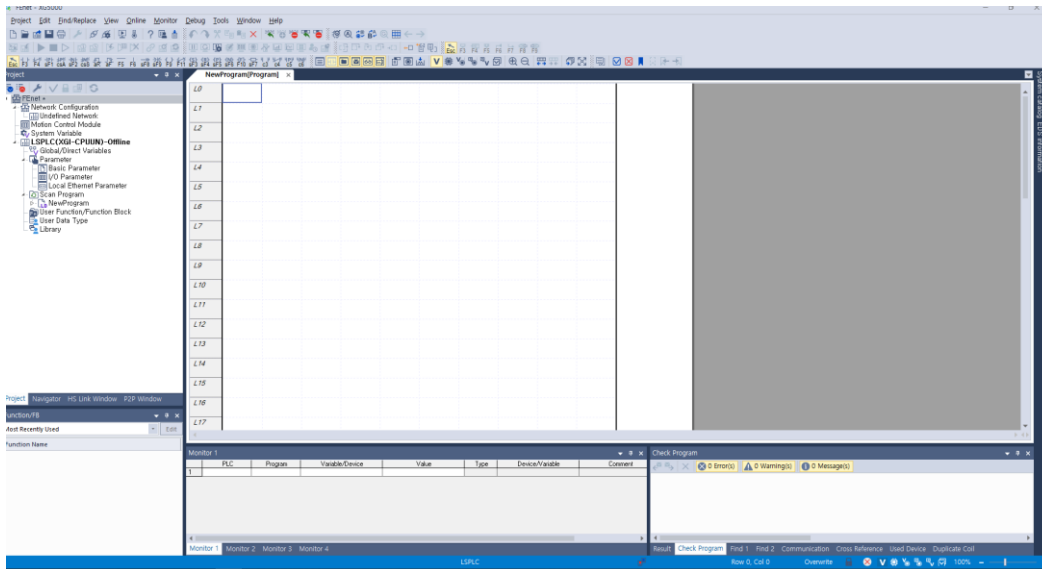 FEnet - XG5000
Project Edit Find/Replace View Online Monitor Debug Tools Window Help
Project
NewProgram[Program] ×
FEnet *
Network Configuration
Undefined Network
Motion Control Module
System Variable
LSPLC(XGI-CPUUN)-Offline
Global/Direct Variables
Parameter
Basic Parameter
I/O Parameter
Local Ethernet Parameter
Scan Program
NewProgram
User Function/Function Block
User Data Type
Library
L0
L1
L2
L3
L4
L5
L6
L7
L8
L9
L10
L11
L12
L13
L14
L15
L16
L17
System Catalog EDS Information
Project Navigator HS Link Window P2P Window
Function/FB
Most Recently Used Edit
Function Name
Monitor 1
PLC Program Variable/Device Value Type Device/Variable Comment
1
Monitor 1 Monitor 2 Monitor 3 Monitor 4
Check Program
0 Error(s) 0 Warning(s) 0 Message(s)
Result Check Program Find 1 Find 2 Communication Cross Reference Used Device Duplicate Coil
LSPLC Row 0, Col 0 Overwrite 100%